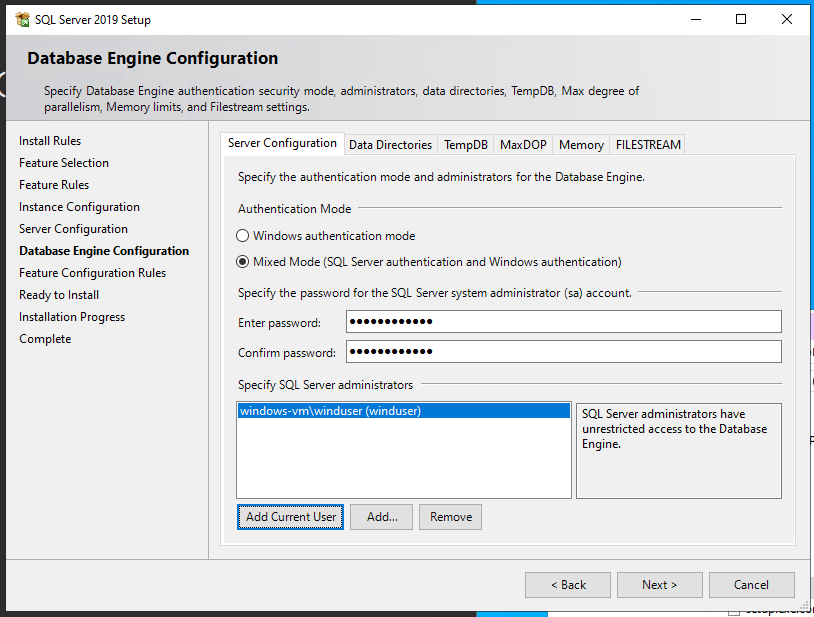 SQL Server 2019 Setup
Database Engine Configuration
Specify Database Engine authentication security mode, administrators, data directories, TempDB, Max degree of
parallelism, Memory limits, and Filestream settings.
Install Rules
Feature Selection
Feature Rules
Instance Configuration
Server Configuration
Database Engine Configuration
Feature Configuration Rules
Ready to Install
Installation Progress
Complete
Server Configuration Data Directories TempDB MaxDOP Memory FILESTREAM
Specify the authentication mode and administrators for the Database Engine.
Authentication Mode
Windows authentication mode
Mixed Mode (SQL Server authentication and Windows authentication)
Specify the password for the SQL Server system administrator (sa) account.
Enter password: ●●●●●●●●●●●●
Confirm password: ●●●●●●●●●●●●
Specify SQL Server administrators
windows-vm\winduser (winduser)
SQL Server administrators have
unrestricted access to the Database
Engine.
Add Current User Add... Remove
< Back Next > Cancel